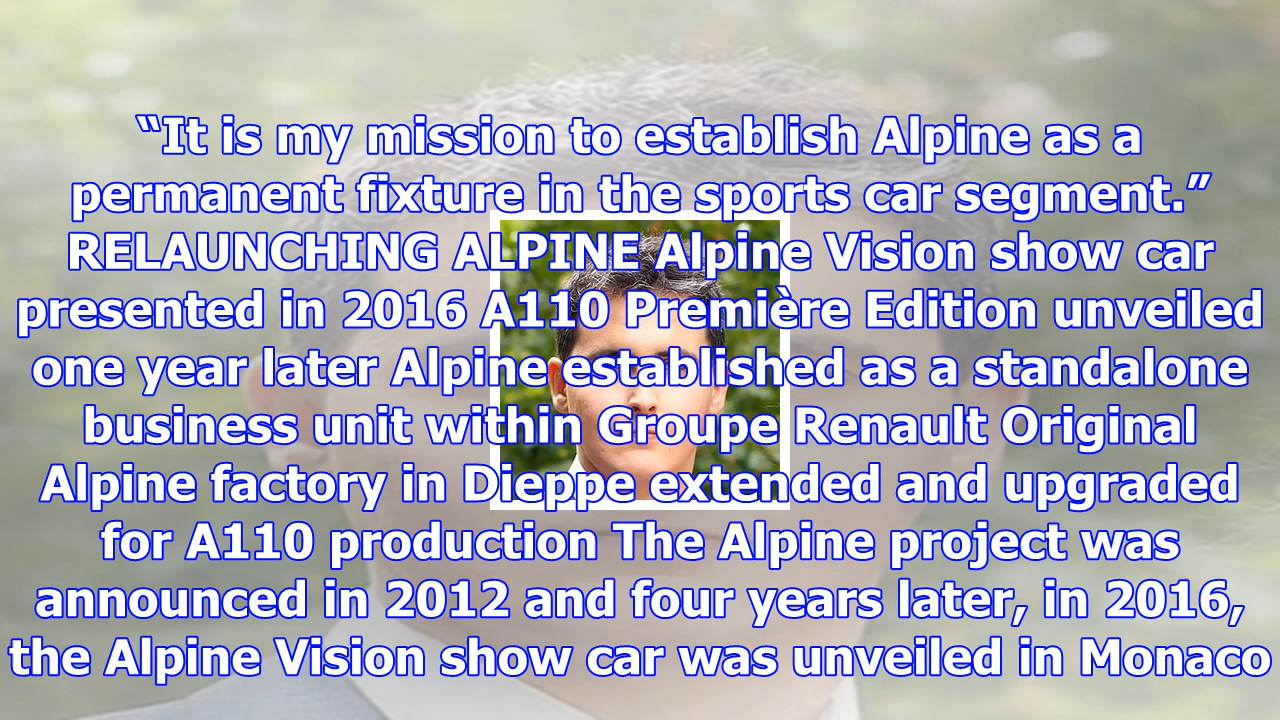 “It is my mission to establish Alpine as a
permanent fixture in the sports car segment.”
RELAUNCHING ALPINE Alpine Vision show car
presented in 2016 A110 Première Edition unveiled
one year later Alpine established as a standalone
business unit within Groupe Renault Original
Alpine factory in Dieppe extended and upgraded
for A110 production The Alpine project was
announced in 2012 and four years later, in 2016,
the Alpine Vision show car was unveiled in Monaco